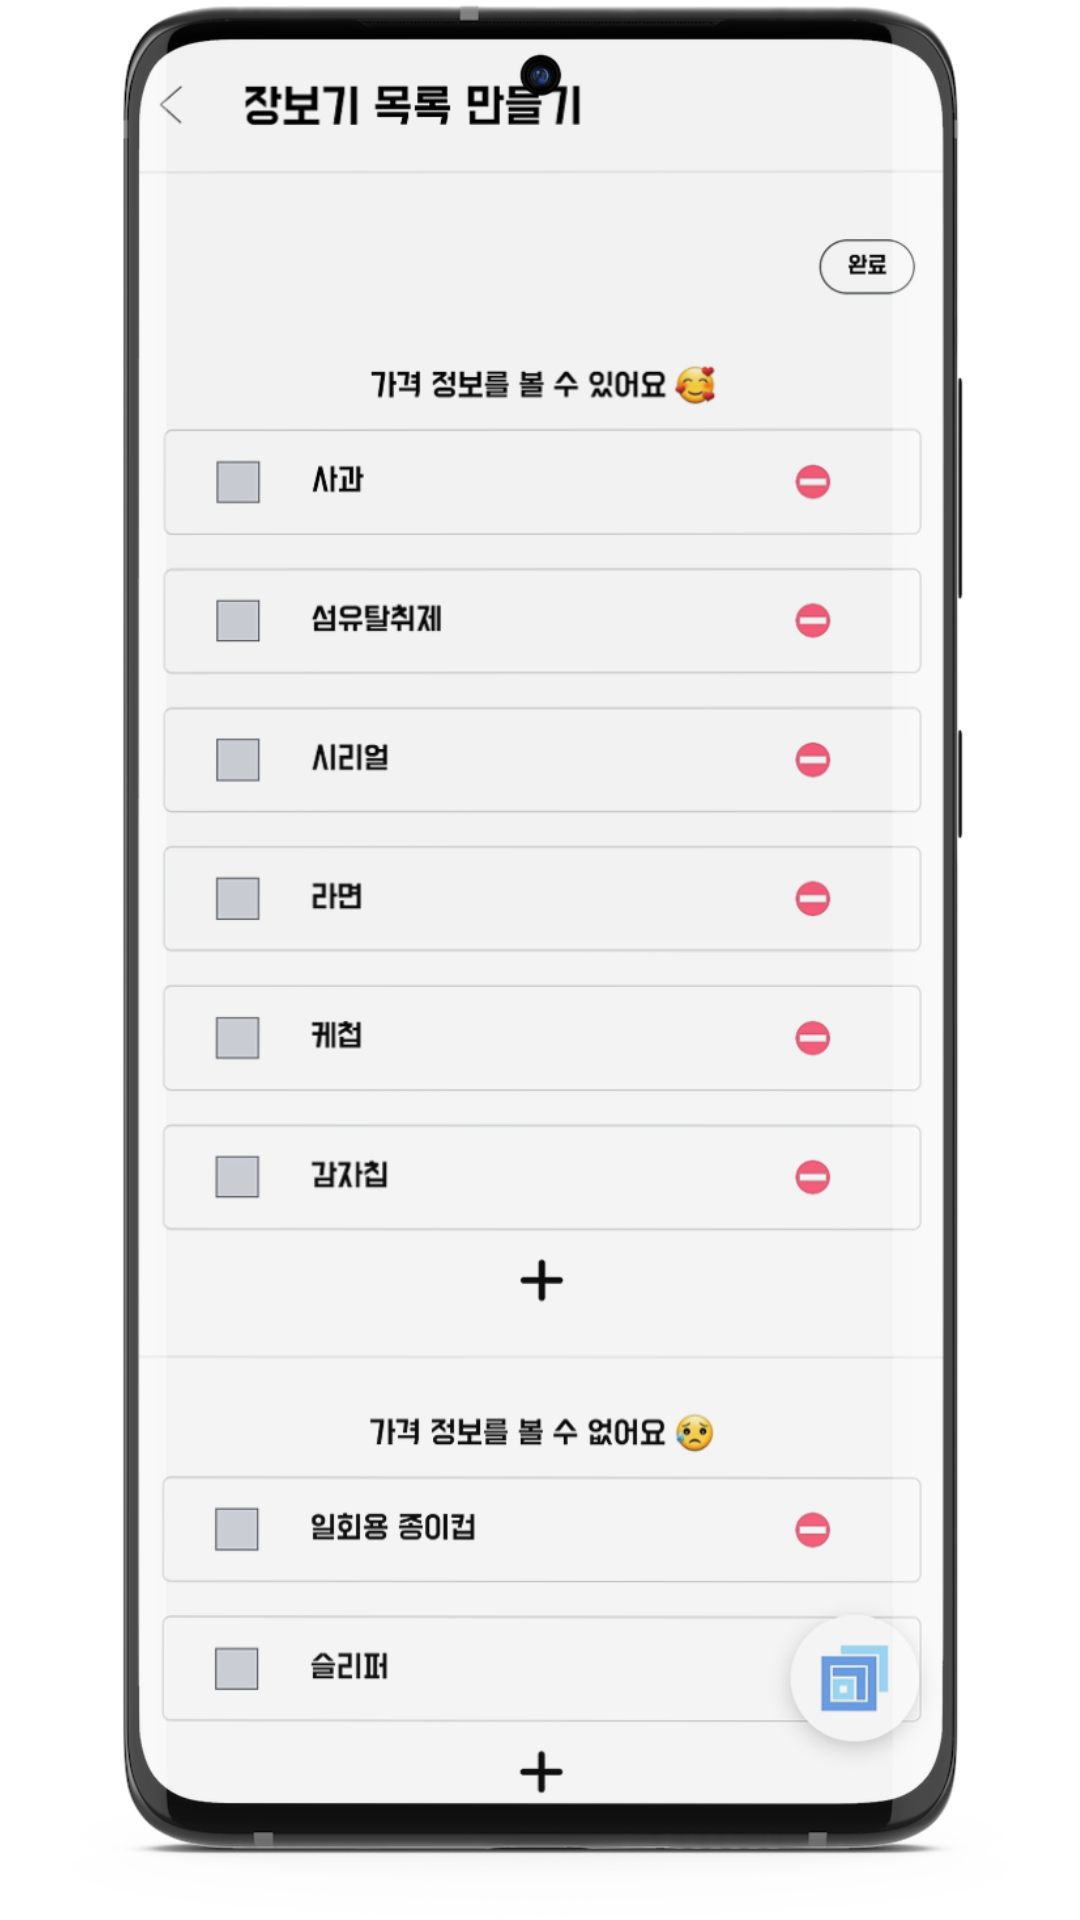 장보기 목록 만들기
완료
가격 정보를 볼 수 있어요 🥰
사과
섬유탈취제
시리얼
라면
케첩
감자칩
가격 정보를 볼 수 없어요 😥
일회용 종이컵
슬리퍼